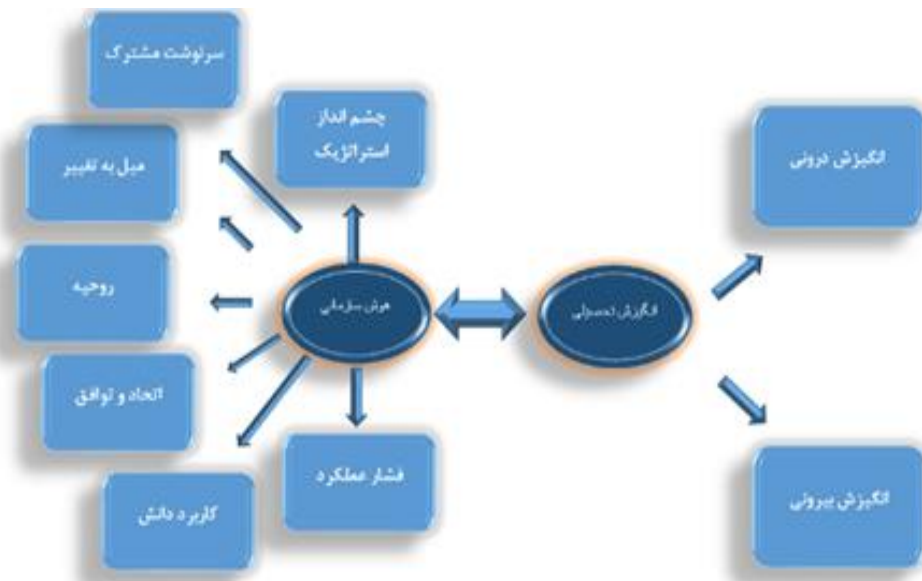 سرنوشت مشترک
چشم انداز
استراتژیک
انگیزش درونی
میل به تغییر
روحیه
هوش سازمانی
انگیزش تحصیلی
اتحاد و توافق
فشار عملکرد
کاربرد دانش
انگیزش بیرونی